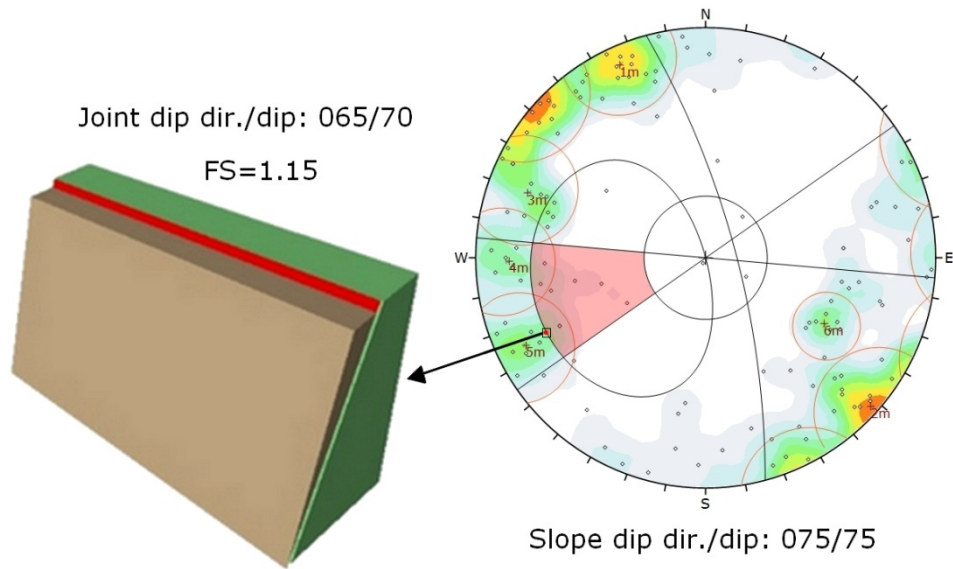 Joint dip dir./dip: 065/70
FS=1.15
N
1m
3m
W
4m
E
5m
6m
2m
S
Slope dip dir./dip: 075/75